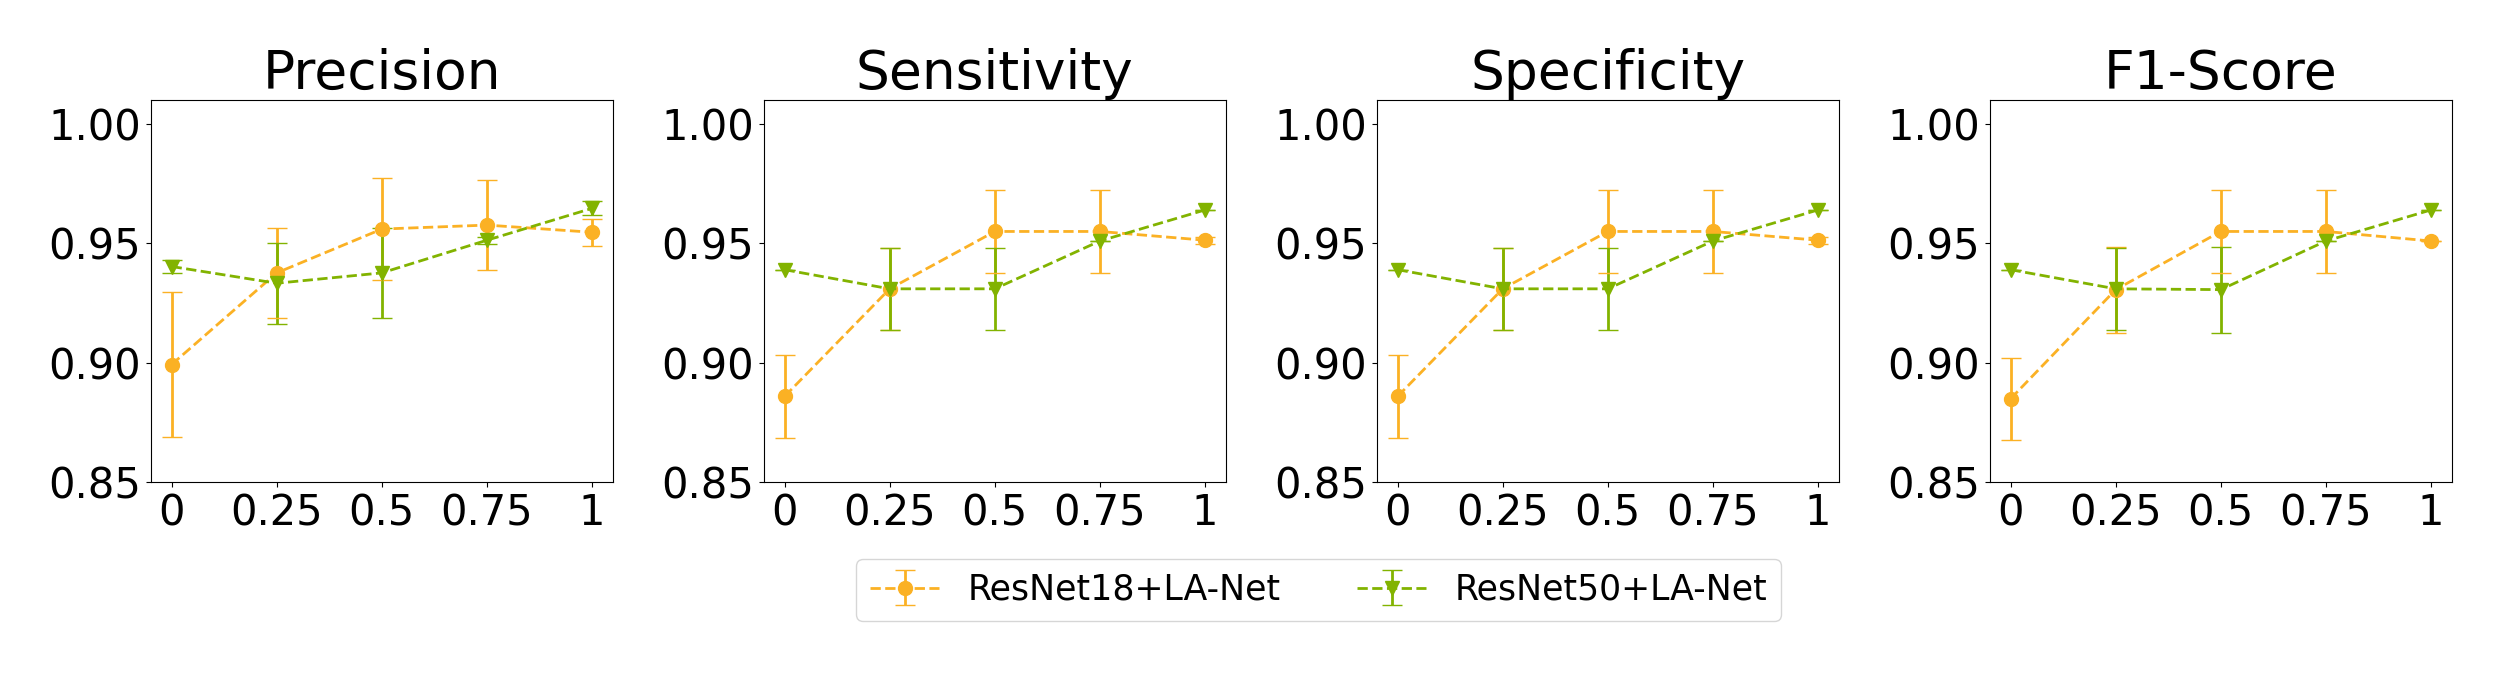 Precision Sensitivity Specificity F1-Score
1.00 1.00 1.00 1.00
0.95 0.95 0.95 0.95
0.90 0.90 0.90 0.90
0.85 0.85 0.85 0.85
0 0.25 0.5 0.75 1 0 0.25 0.5 0.75 1 0 0.25 0.5 0.75 1 0 0.25 0.5 0.75 1
ResNet18+LA-Net ResNet50+LA-Net